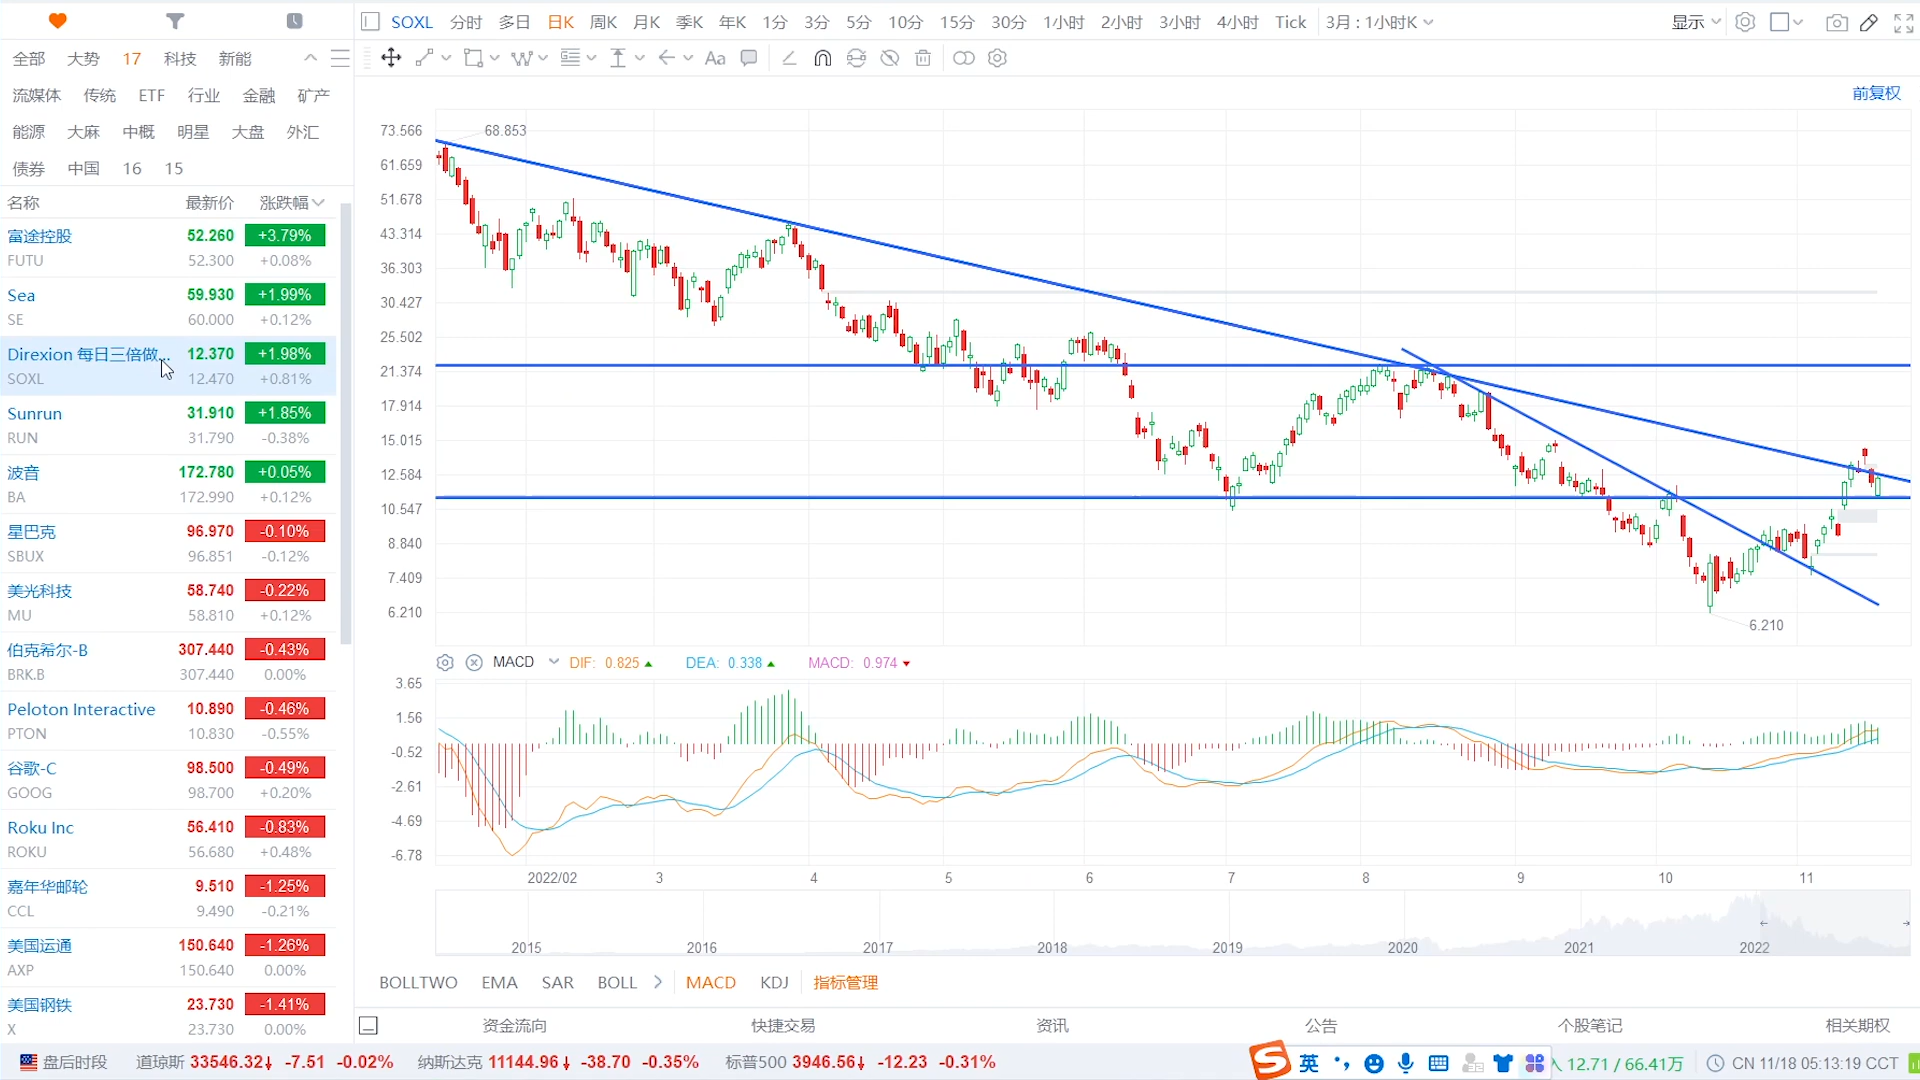 SOXL 分时 多日 日K 周K 月K 季K 年K 1分 3分 5分 10分 15分 30分 1小时 2小时 3小时 4小时 Tick 3月 : 1小时K 显示
全部 大势 17 科技 新能
流媒体 传统 ETF 行业 金融 矿产
能源 大麻 中概 明星 大盘 外汇
债券 中国 16 15
名称 最新价 涨跌幅
富途控股 52.260 +3.79%
FUTU 52.300 +0.08%
Sea 59.930 +1.99%
SE 60.000 +0.12%
Direxion 每日三倍做... 12.370 +1.98%
SOXL 12.470 +0.81%
Sunrun 31.910 +1.85%
RUN 31.790 -0.38%
波音 172.780 +0.05%
BA 172.990 +0.12%
星巴克 96.970 -0.10%
SBUX 96.851 -0.12%
美光科技 58.740 -0.22%
MU 58.810 +0.12%
伯克希尔-B 307.440 -0.43%
BRK.B 307.440 0.00%
Peloton Interactive 10.890 -0.46%
PTON 10.830 -0.55%
谷歌-C 98.500 -0.49%
GOOG 98.700 +0.20%
Roku Inc 56.410 -0.83%
ROKU 56.680 +0.48%
嘉年华邮轮 9.510 -1.25%
CCL 9.490 -0.21%
美国运通 150.640 -1.26%
AXP 150.640 0.00%
美国钢铁 23.730 -1.41%
X 23.730 0.00%
Aa
前复权
73.566
61.659
51.678
43.314
36.303
30.427
25.502
21.374
17.914
15.015
12.584
10.547
8.840
7.409
6.210
68.853
6.210
MACD DIF: 0.825 DEA: 0.338 MACD: 0.974
3.65
1.56
-0.52
-2.61
-4.69
-6.78
2022/02 3 4 5 6 7 8 9 10 11
2015 2016 2017 2018 2019 2020 2021 2022
BOLLTWO EMA SAR BOLL MACD KDJ 指标管理
资金流向 快捷交易 资讯 公告 个股笔记 相关期权
盘后时段 道琼斯 33546.32↓ -7.51 -0.02% 纳斯达克 11144.96↓ -38.70 -0.35% 标普500 3946.56↓ -12.23 -0.31% 英 12.71 / 66.41万 CN 11/18 05:13:19 CCT